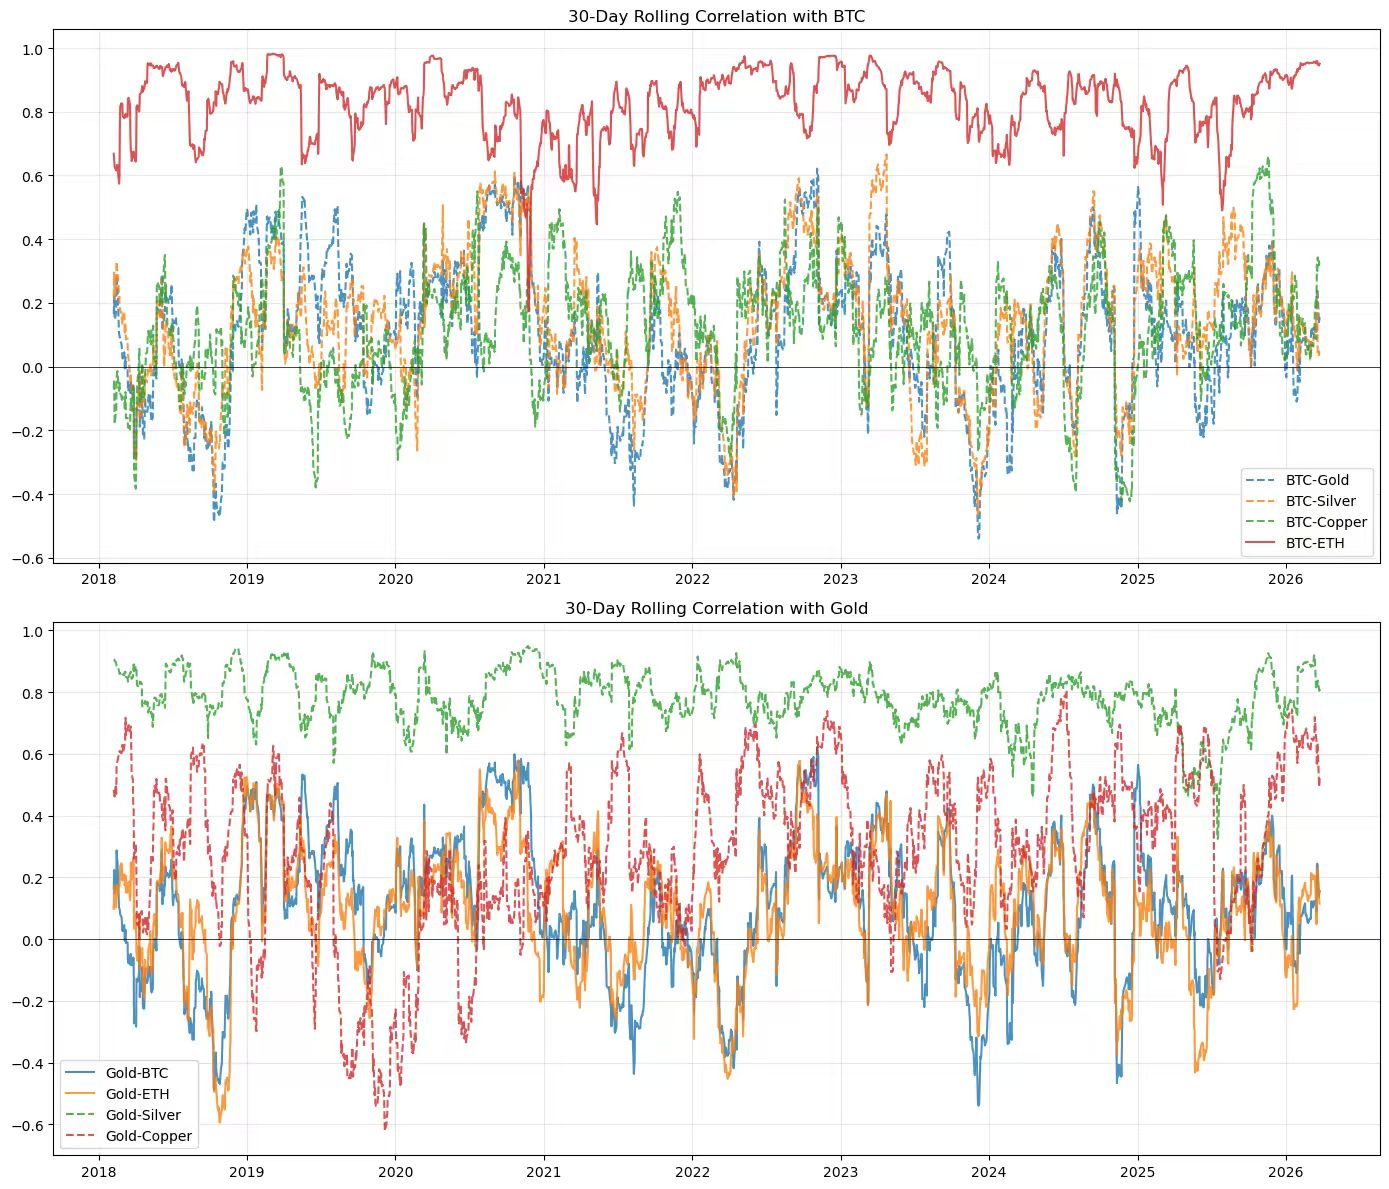 30-Day Rolling Correlation with BTC
1.0
0.8
0.6
0.4
0.2
0.0
−0.2
−0.4
−0.6
BTC-Gold
BTC-Silver
BTC-Copper
BTC-ETH
2018 2019 2020 2021 2022 2023 2024 2025 2026
30-Day Rolling Correlation with Gold
1.0
0.8
0.6
0.4
0.2
0.0
−0.2
−0.4
−0.6
Gold-BTC
Gold-ETH
Gold-Silver
Gold-Copper
2018 2019 2020 2021 2022 2023 2024 2025 2026